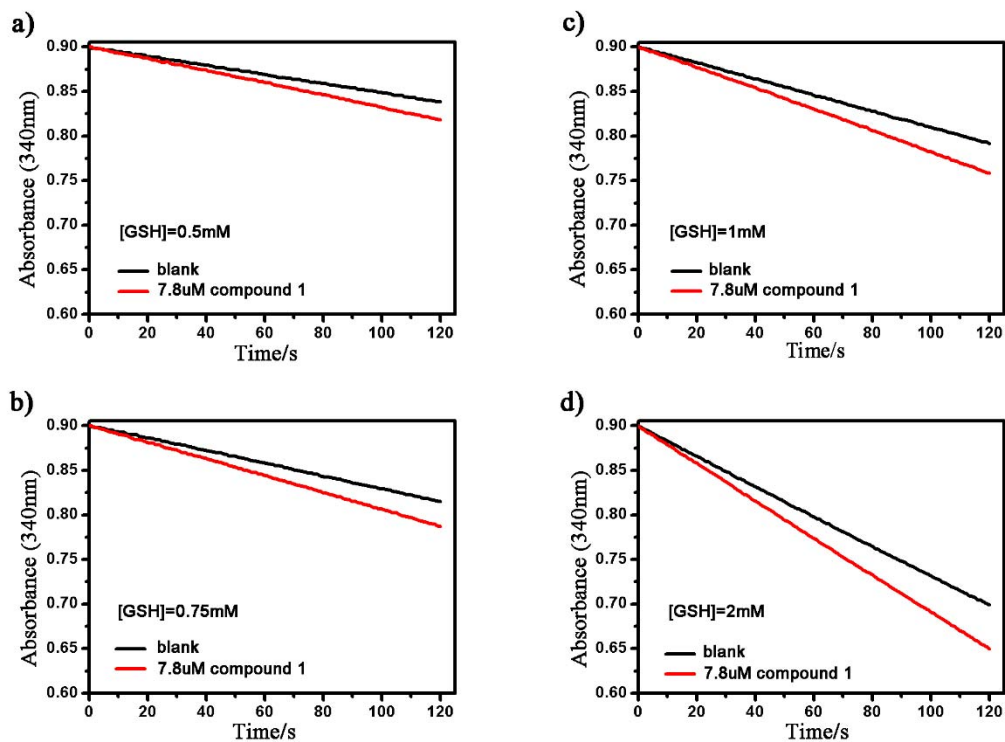 a)
Absorbance (340nm)
0.90
0.85
0.80
0.75
0.70
0.65
0.60
[GSH]=0.5mM
blank
7.8uM compound 1
0 20 40 60 80 100 120
Time/s
c)
Absorbance (340nm)
0.90
0.85
0.80
0.75
0.70
0.65
0.60
[GSH]=1mM
blank
7.8uM compound 1
0 20 40 60 80 100 120
Time/s
b)
Absorbance (340nm)
0.90
0.85
0.80
0.75
0.70
0.65
0.60
[GSH]=0.75mM
blank
7.8uM compound 1
0 20 40 60 80 100 120
Time/s
d)
Absorbance (340nm)
0.90
0.85
0.80
0.75
0.70
0.65
0.60
[GSH]=2mM
blank
7.8uM compound 1
0 20 40 60 80 100 120
Time/s